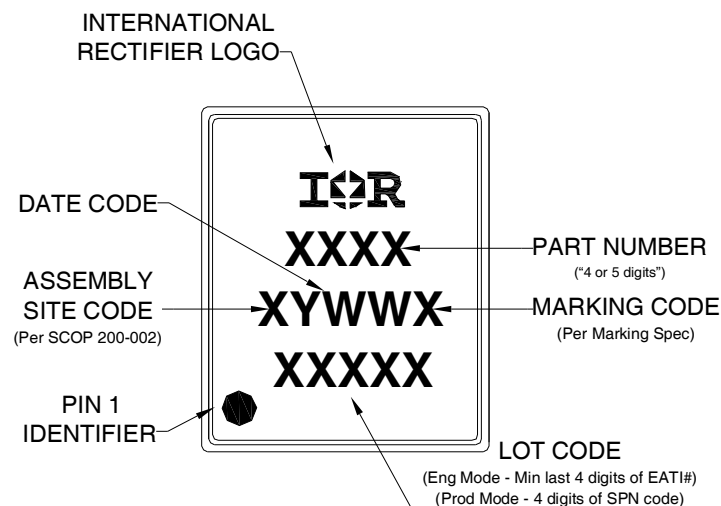 INTERNATIONAL
RECTIFIER LOGO
IOR
DATE CODE
XXXX
PART NUMBER
("4 or 5 digits")
ASSEMBLY
SITE CODE
(Per SCOP 200-002)
XYWWX
MARKING CODE
(Per Marking Spec)
XXXXX
PIN 1
IDENTIFIER
LOT CODE
(Eng Mode - Min last 4 digits of EATI#)
(Prod Mode - 4 digits of SPN code)